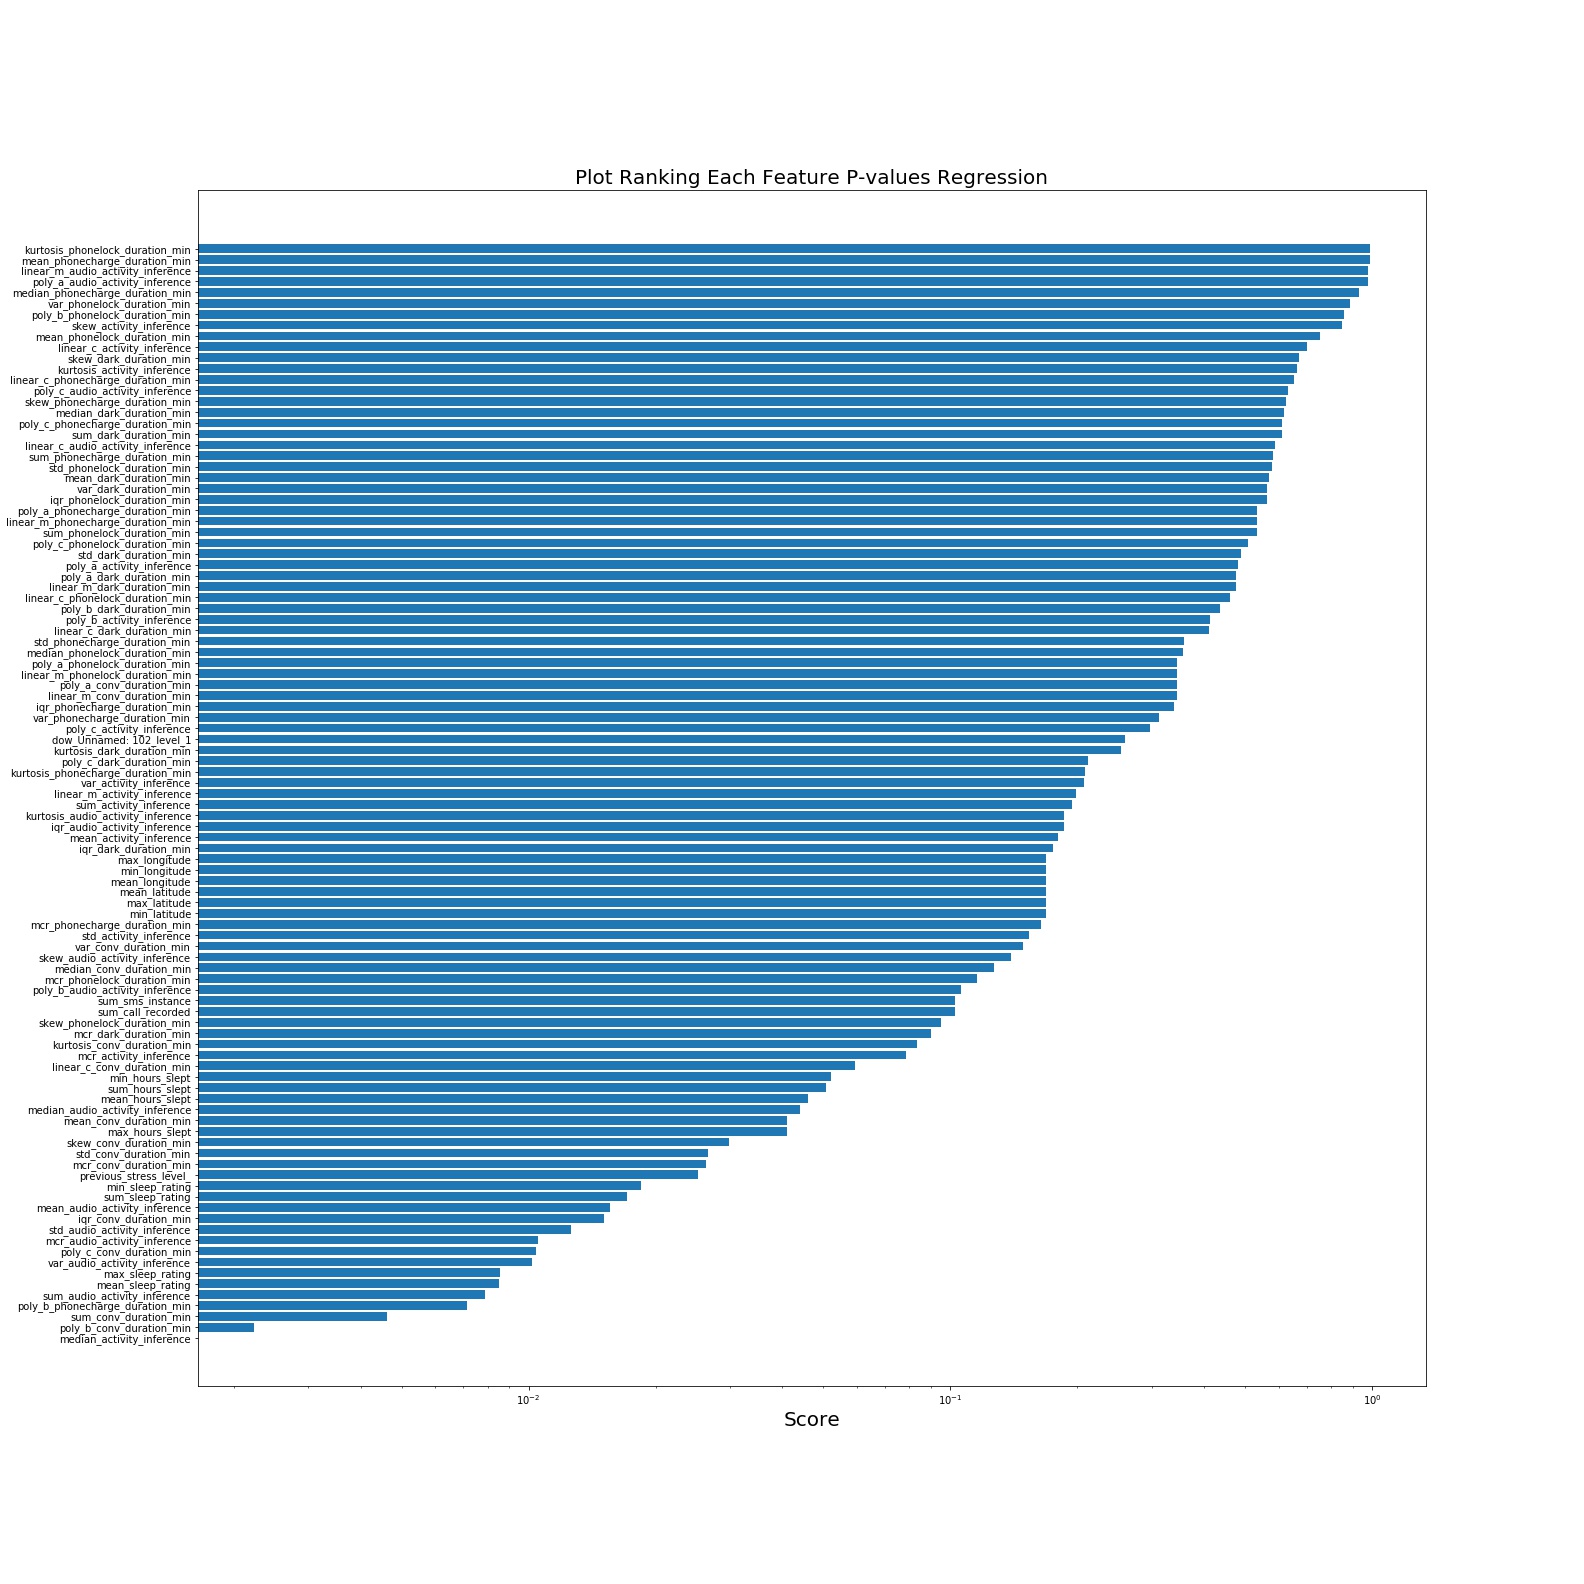 Plot Ranking Each Feature P-values Regression
kurtosis_phonelock_duration_min
mean_phonecharge_duration_min
linear_m_audio_activity_inference
poly_a_audio_activity_inference
median_phonecharge_duration_min
var_phonelock_duration_min
poly_b_phonelock_duration_min
skew_activity_inference
mean_phonelock_duration_min
linear_c_activity_inference
skew_dark_duration_min
kurtosis_activity_inference
linear_c_phonecharge_duration_min
poly_c_audio_activity_inference
skew_phonecharge_duration_min
median_dark_duration_min
poly_c_phonecharge_duration_min
sum_dark_duration_min
linear_c_audio_activity_inference
sum_phonecharge_duration_min
std_phonelock_duration_min
mean_dark_duration_min
var_dark_duration_min
iqr_phonelock_duration_min
poly_a_phonecharge_duration_min
linear_m_phonecharge_duration_min
sum_phonelock_duration_min
poly_c_phonelock_duration_min
std_dark_duration_min
poly_a_activity_inference
poly_a_dark_duration_min
linear_m_dark_duration_min
linear_c_phonelock_duration_min
poly_b_dark_duration_min
poly_b_activity_inference
linear_c_dark_duration_min
std_phonecharge_duration_min
median_phonelock_duration_min
poly_a_phonelock_duration_min
linear_m_phonelock_duration_min
poly_a_conv_duration_min
linear_m_conv_duration_min
iqr_phonecharge_duration_min
var_phonecharge_duration_min
poly_c_activity_inference
dow_Unnamed: 102_level_1
kurtosis_dark_duration_min
poly_c_dark_duration_min
kurtosis_phonecharge_duration_min
var_activity_inference
linear_m_activity_inference
sum_activity_inference
kurtosis_audio_activity_inference
iqr_audio_activity_inference
mean_activity_inference
iqr_dark_duration_min
max_longitude
min_longitude
mean_longitude
mean_latitude
max_latitude
min_latitude
mcr_phonecharge_duration_min
std_activity_inference
var_conv_duration_min
skew_audio_activity_inference
median_conv_duration_min
mcr_phonelock_duration_min
poly_b_audio_activity_inference
sum_sms_instance
sum_call_recorded
skew_phonelock_duration_min
mcr_dark_duration_min
kurtosis_conv_duration_min
mcr_activity_inference
linear_c_conv_duration_min
min_hours_slept
sum_hours_slept
mean_hours_slept
median_audio_activity_inference
mean_conv_duration_min
max_hours_slept
skew_conv_duration_min
std_conv_duration_min
mcr_conv_duration_min
previous_stress_level_
min_sleep_rating
sum_sleep_rating
mean_audio_activity_inference
iqr_conv_duration_min
std_audio_activity_inference
mcr_audio_activity_inference
poly_c_conv_duration_min
var_audio_activity_inference
max_sleep_rating
mean_sleep_rating
sum_audio_activity_inference
poly_b_phonecharge_duration_min
sum_conv_duration_min
poly_b_conv_duration_min
median_activity_inference
10⁻² 10⁻¹ 10⁰
Score